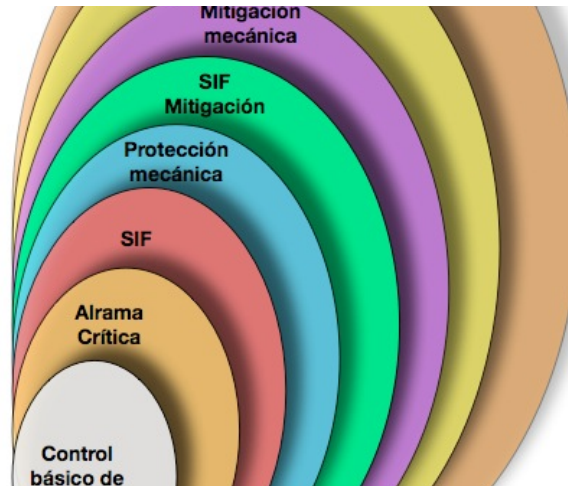 Mitigación
mecánica
SIF
Mitigación
Protección
mecánica
SIF
Alrama
Crítica
Control
básico de